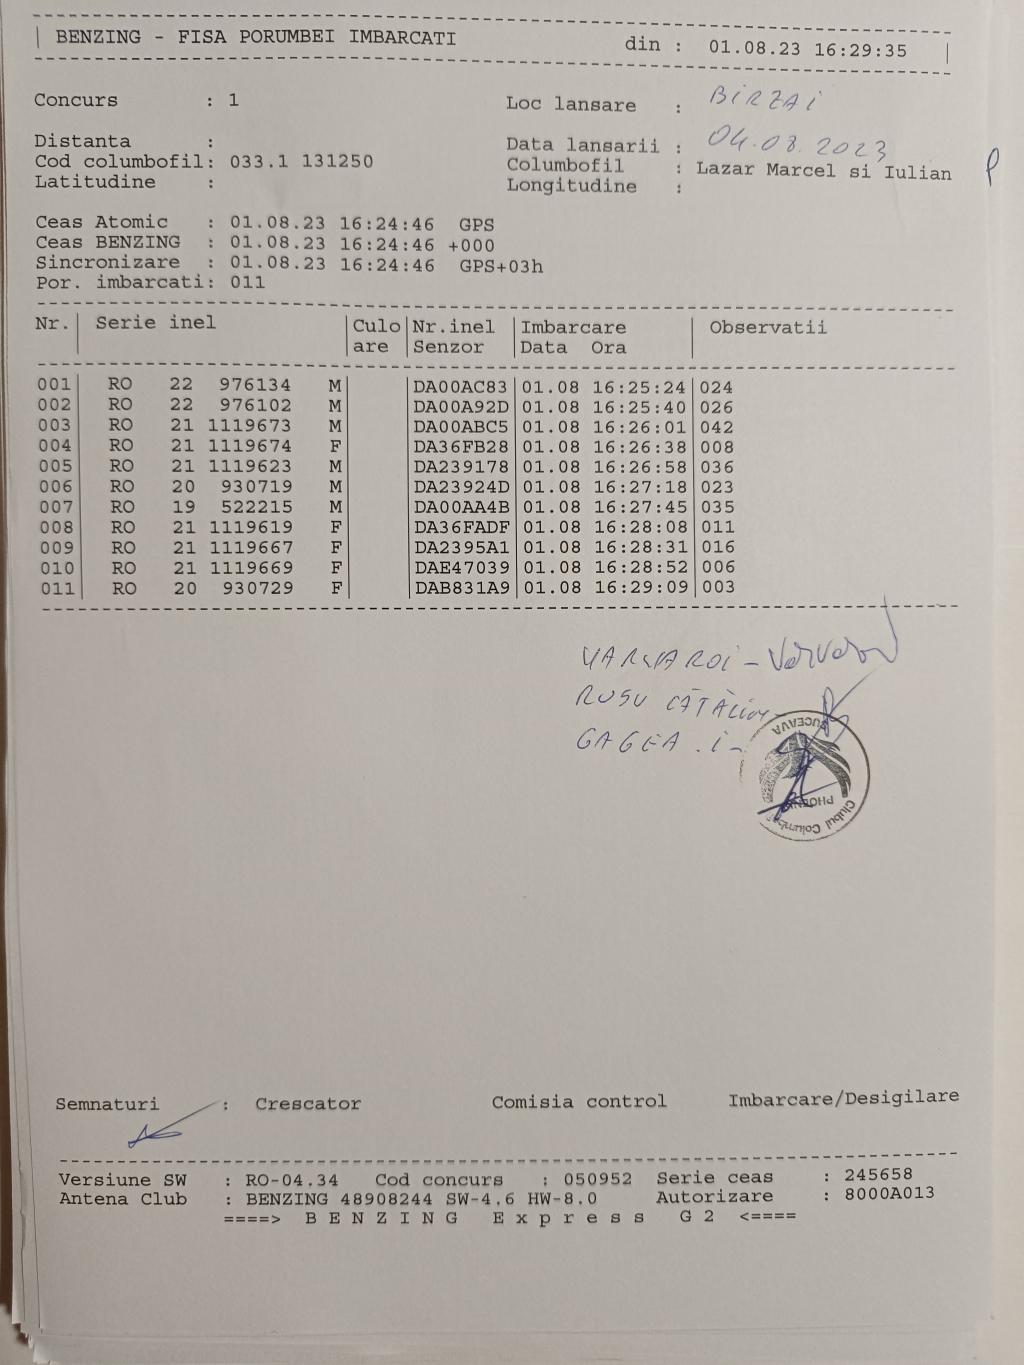 BENZING - FISA PORUMBEI IMBARCATI din : 01.08.23 16:29:35
Concurs : 1 Loc lansare : BIRZAI
Distanta : Data lansarii : 04.08.2023
Cod columbofil: 033.1 131250 Columbofil : Lazar Marcel si Iulian
Latitudine : Longitudine :
Ceas Atomic : 01.08.23 16:24:46 GPS
Ceas BENZING : 01.08.23 16:24:46 +000
Sincronizare : 01.08.23 16:24:46 GPS+03h
Por. imbarcati: 011
Nr. Serie inel Culo Nr.inel Imbarcare Observatii
are Senzor Data Ora
001 RO 22 976134 M DA00AC83 01.08 16:25:24 024
002 RO 22 976102 M DA00A92D 01.08 16:25:40 026
003 RO 21 1119673 M DA00ABC5 01.08 16:26:01 042
004 RO 21 1119674 F DA36FB28 01.08 16:26:38 008
005 RO 21 1119623 M DA239178 01.08 16:26:58 036
006 RO 20 930719 M DA23924D 01.08 16:27:18 023
007 RO 19 522215 M DA00AA4B 01.08 16:27:45 035
008 RO 21 1119619 F DA36FADF 01.08 16:28:08 011
009 RO 21 1119667 F DA2395A1 01.08 16:28:31 016
010 RO 21 1119669 F DAE47039 01.08 16:28:52 006
011 RO 20 930729 F DAB831A9 01.08 16:29:09 003
RUSU CĂTĂLIN
GAGEA . i -
SUCEAVA
PHOENIX
Clubul
Semnaturi : Crescator Comisia control Imbarcare/Desigilare
Versiune SW : RO-04.34 Cod concurs : 050952 Serie ceas : 245658
Antena Club : BENZING 48908244 SW-4.6 HW-8.0 Autorizare : 8000A013
====> B E N Z I N G E x p r e s s G 2 <====